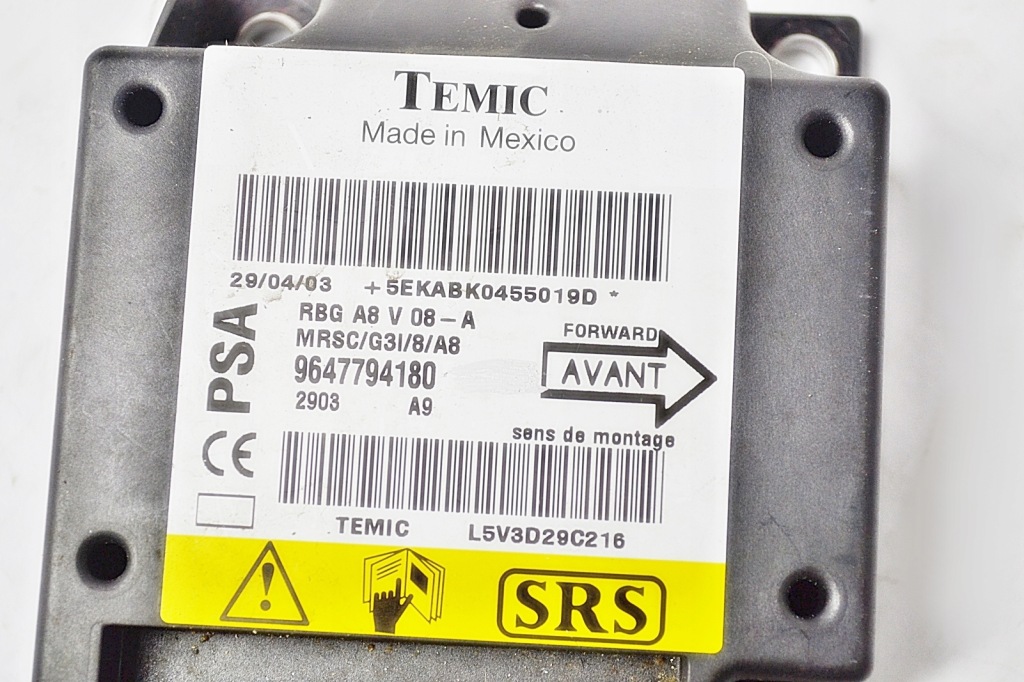 TEMIC
Made in Mexico
29/04/03 +5EKABK0455019D *
RBG A8 V 08-A
MRSC/G3I/8/A8
9647794180
2903 A9
PSA
CE
FORWARD
AVANT
sens de montage
TEMIC L5V3D29C216
SRS